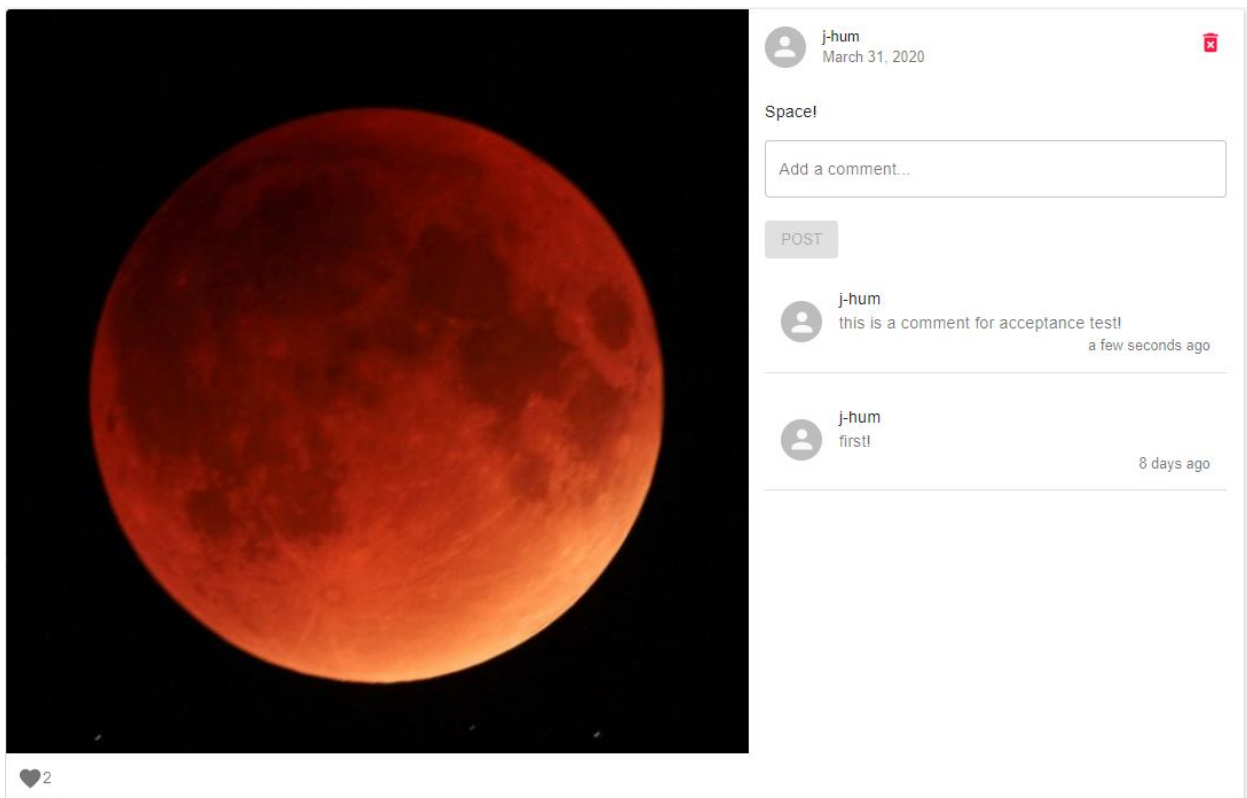 j-hum
March 31, 2020
Space!
Add a comment...
POST
j-hum
this is a comment for acceptance test!
a few seconds ago
j-hum
first!
8 days ago
2